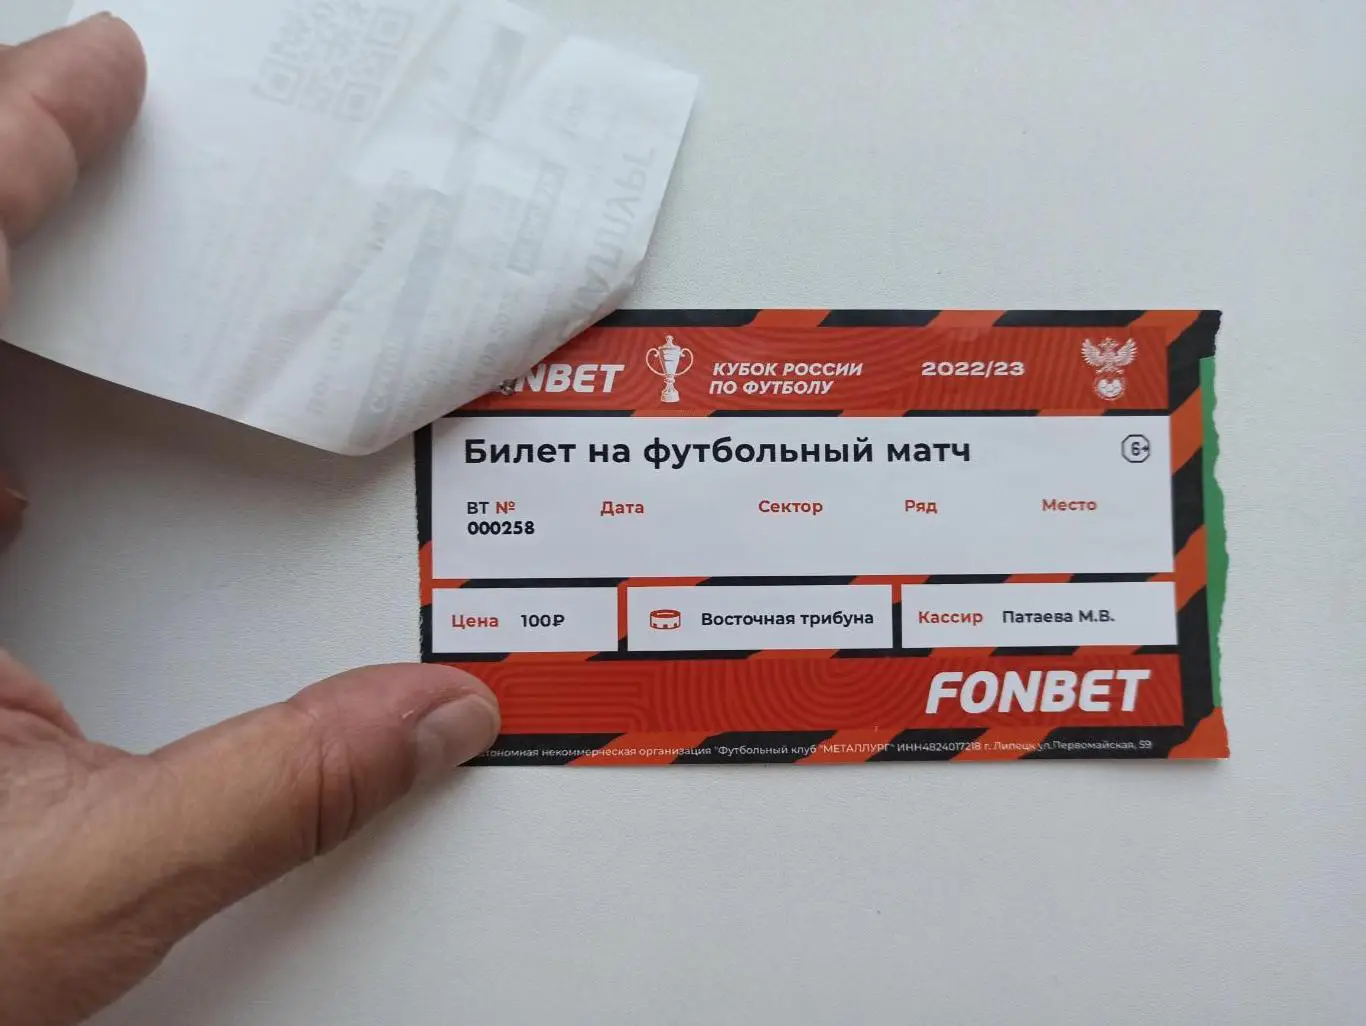 NBET
КУБОК РОССИИ
ПО ФУТБОЛУ
2022/23
Билет на футбольный матч
6+
ВТ № Дата Сектор Ряд Место
000258
Цена 100₽ Восточная трибуна Кассир Патаева М.В.
FONBET
некоммерческая организация "Футбольный клуб "МЕТАЛЛУРГ" ИНН4824017218 г. Липецк ул.Первомайская, 59